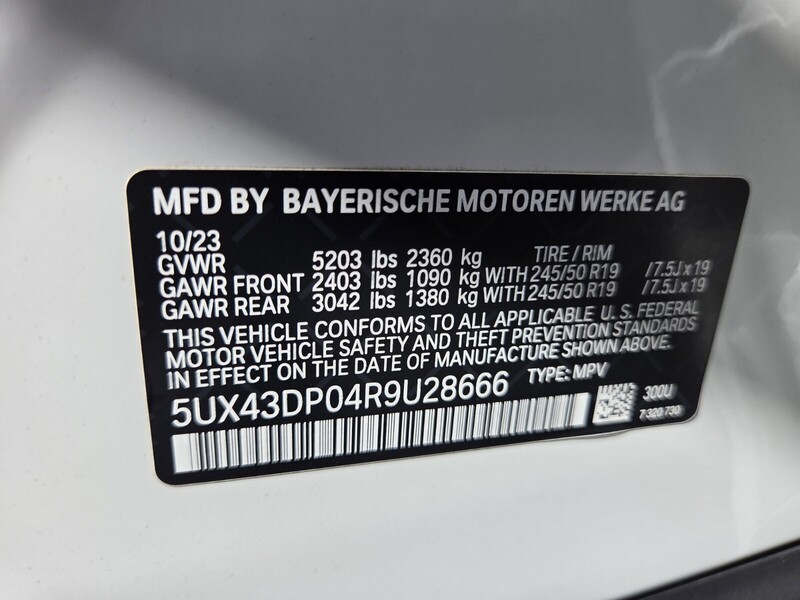 MFD BY BAYERISCHE MOTOREN WERKE AG
10/23
GVWR 5203 lbs 2360 kg TIRE / RIM
GAWR FRONT 2403 lbs 1090 kg WITH 245/50 R19 /7.5J x 19
GAWR REAR 3042 lbs 1380 kg WITH 245/50 R19 /7.5J x 19
THIS VEHICLE CONFORMS TO ALL APPLICABLE U. S. FEDERAL
MOTOR VEHICLE SAFETY AND THEFT PREVENTION STANDARDS
IN EFFECT ON THE DATE OF MANUFACTURE SHOWN ABOVE.
5UX43DP04R9U28666 TYPE: MPV
300U
7 320 730